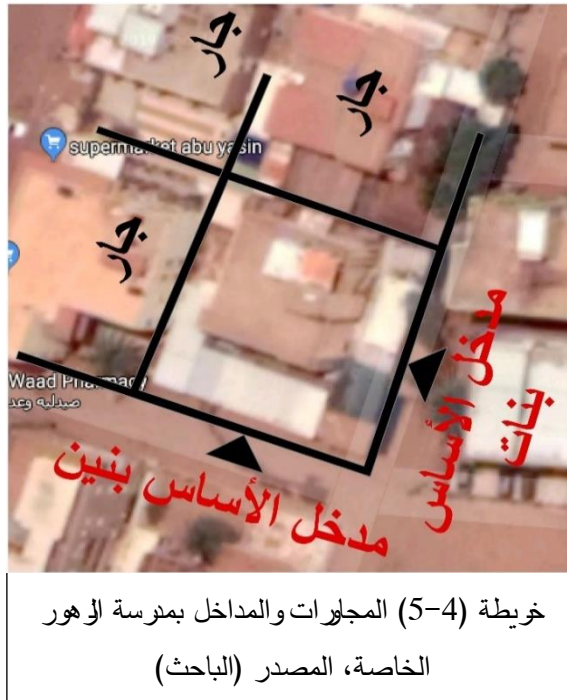 جار
جار
supermarket abu yasin
جار
Waad Pharmacy
صيدليه وعد
مدخل الأساس
بنات
مدخل الأساس بنين
خريطة (4-5) المجاورات والمداخل بمدرسة الزهور
الخاصة، المصدر (الباحث)